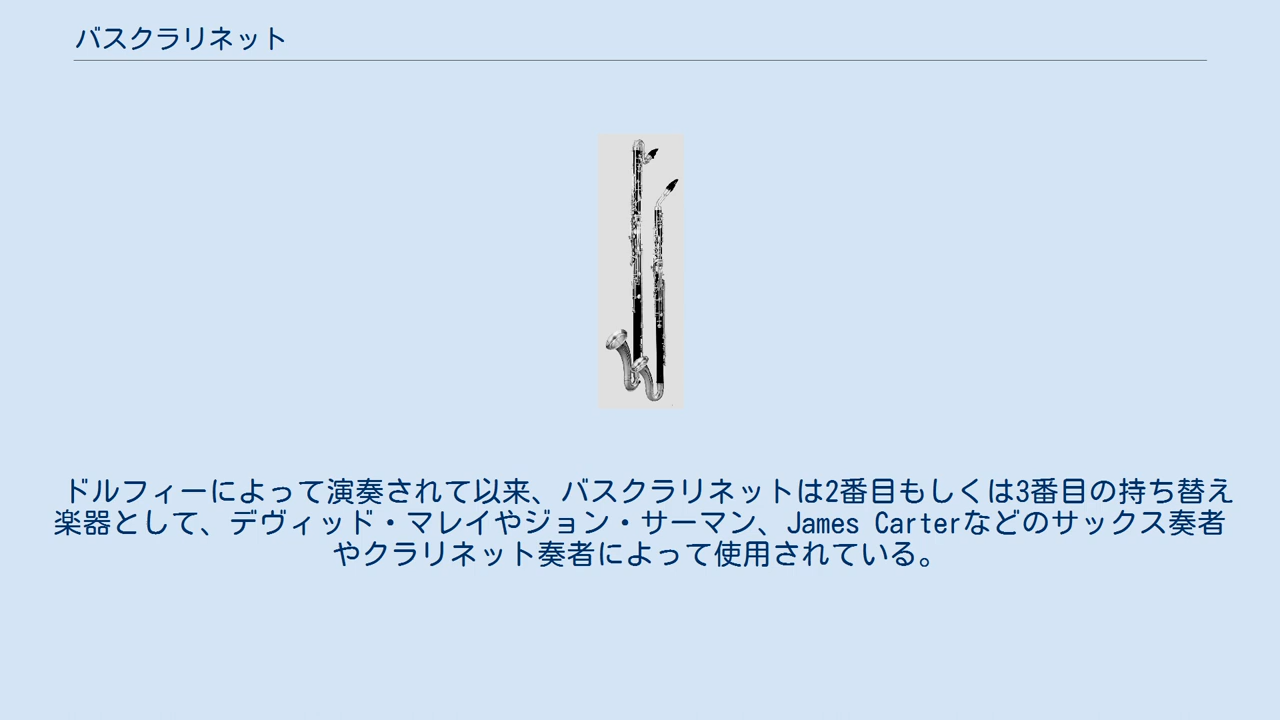 バスクラリネット
ドルフィーによって演奏されて以来、バスクラリネットは2番目もしくは3番目の持ち替え
楽器として、デヴィッド・マレイやジョン・サーマン、James Carterなどのサックス奏者
やクラリネット奏者によって使用されている。